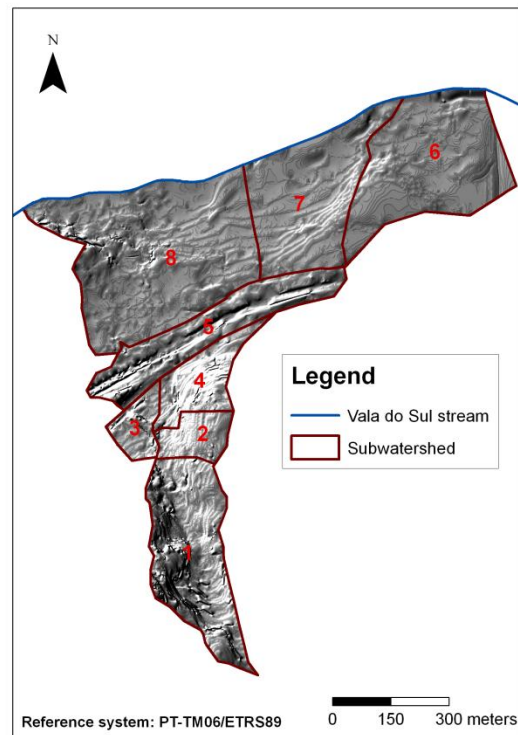 N
6
7
8
5
4
3
2
1
Legend
Vala do Sul stream
Subwatershed
Reference system: PT-TM06/ETRS89
0 150 300 meters